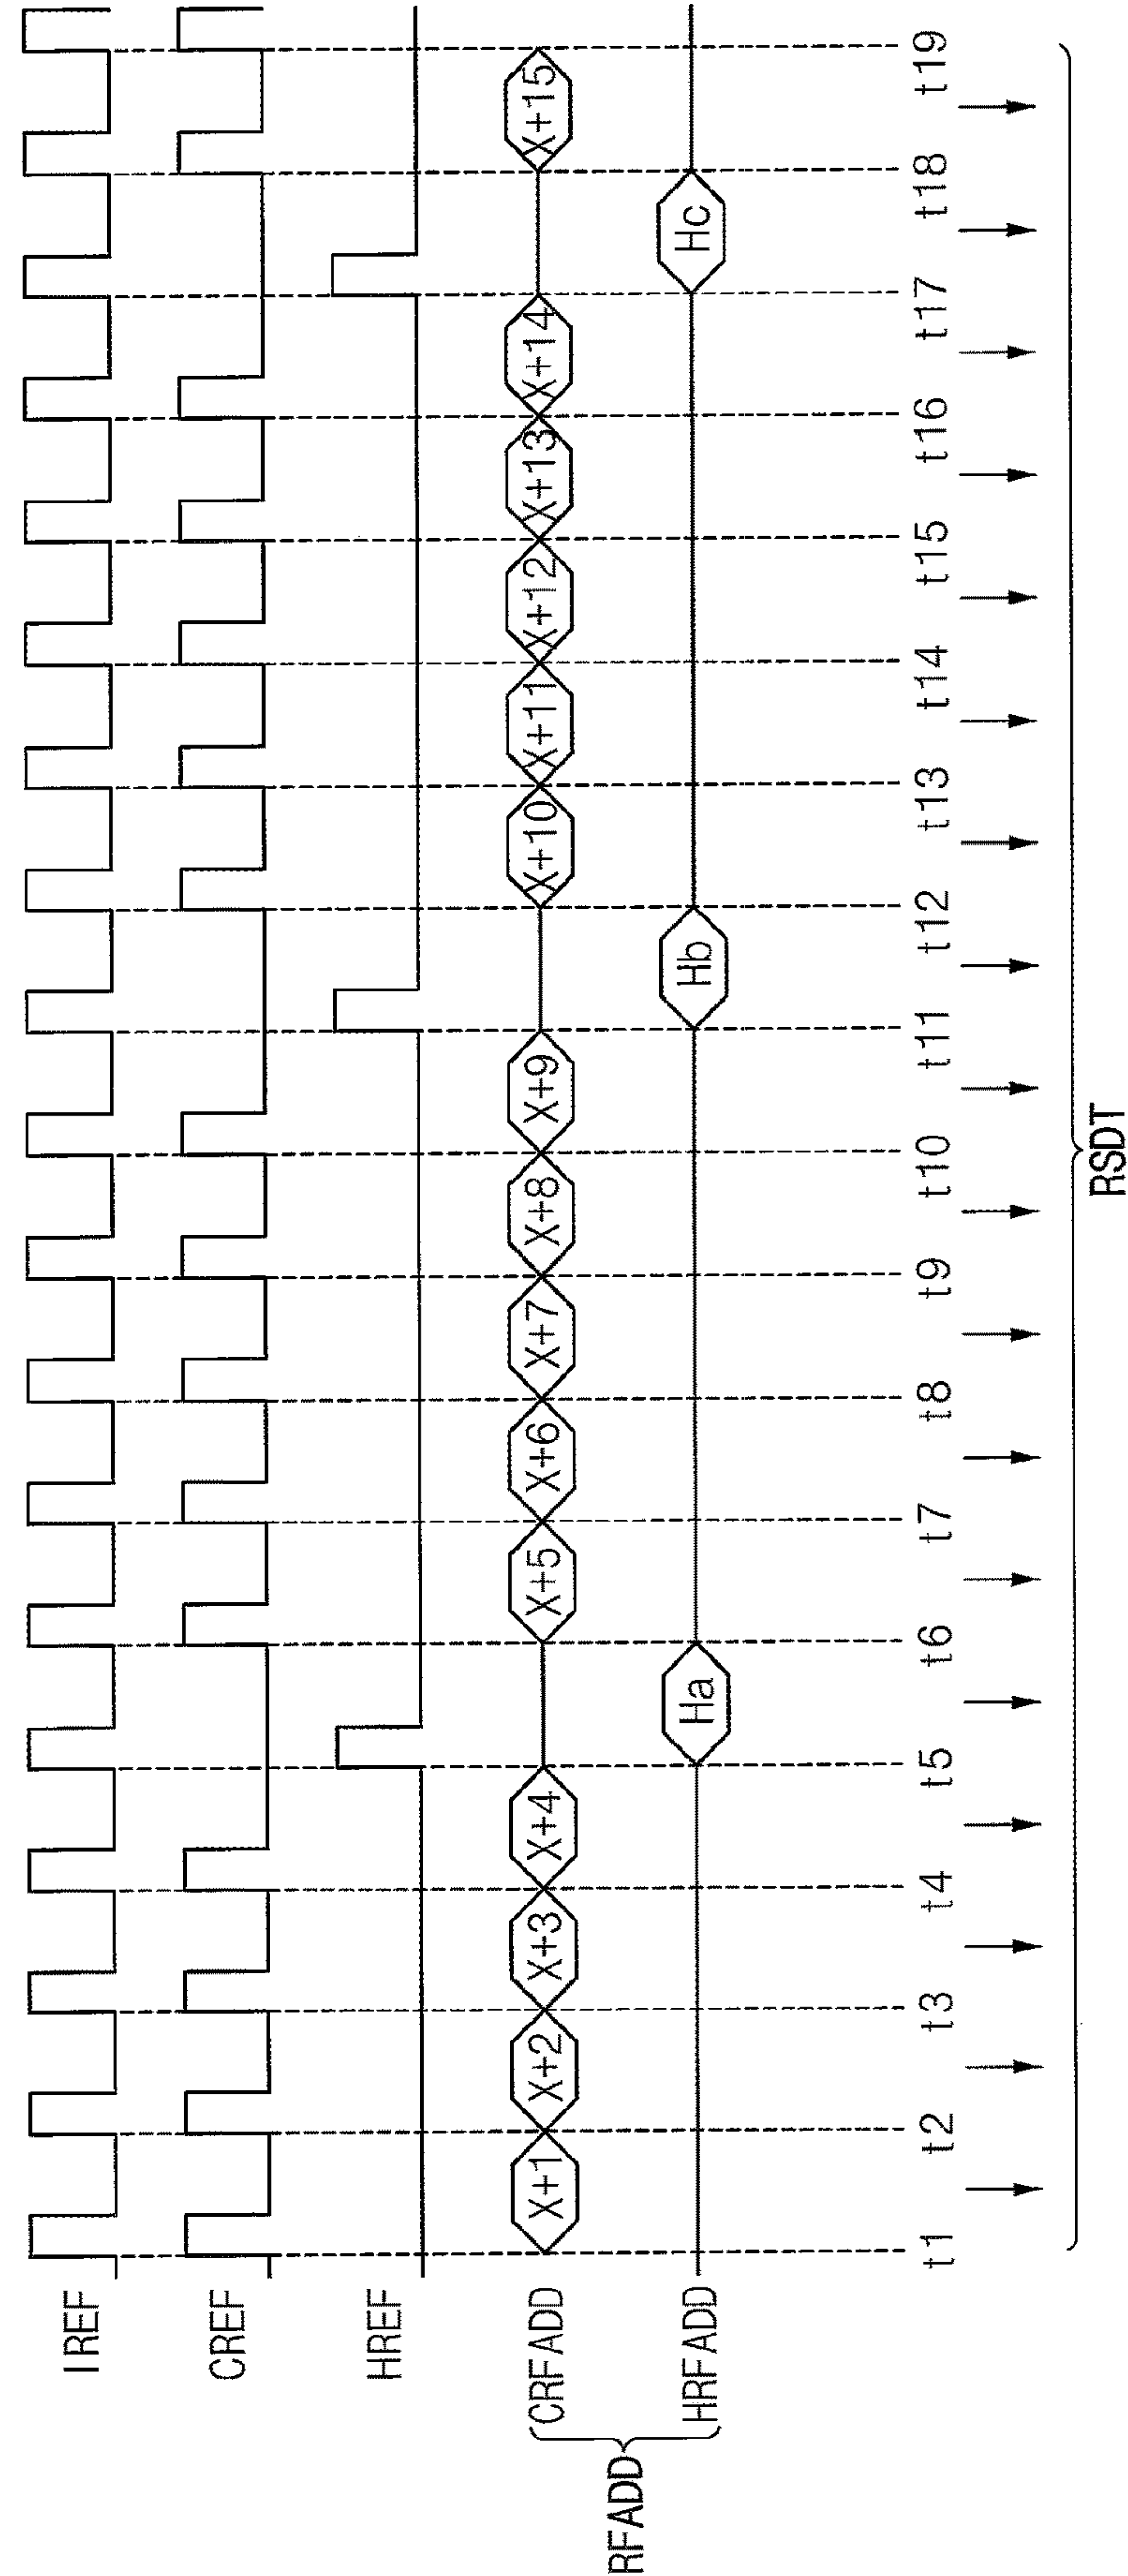 IREF
CREF
HREF
RFADD
CRFADD
X+1 X+2 X+3 X+4 X+5 X+6 X+7 X+8 X+9 X+10 X+11 X+12 X+13 X+14 X+15
HRFADD
Ha Hb Hc
t1 t2 t3 t4 t5 t6 t7 t8 t9 t10 t11 t12 t13 t14 t15 t16 t17 t18 t19
RSDT